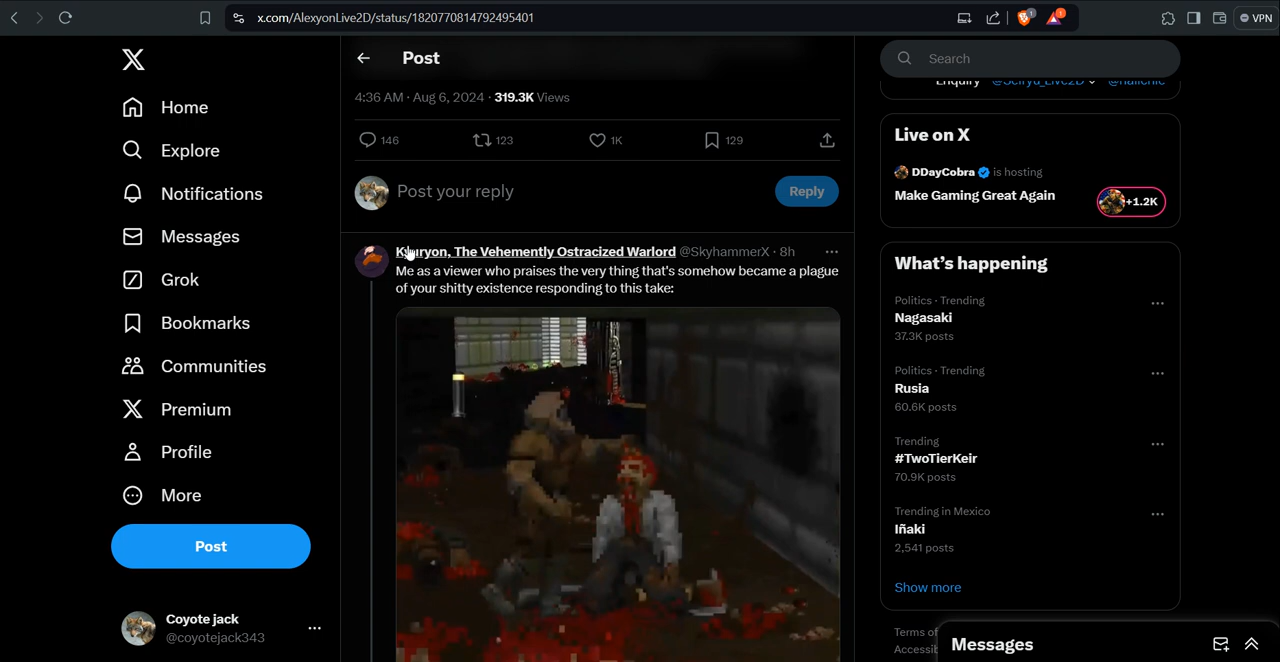 x.com/AlexyonLive2D/status/1820770814792495401
1
1
VPN
Home
Explore
Notifications
Messages
Grok
Bookmarks
Communities
Premium
Profile
More
Post
Coyote jack
@coyotejack343
Post
4:36 AM · Aug 6, 2024 · 319.3K Views
146
123
1K
129
Post your reply
Reply
Khuryon, The Vehemently Ostracized Warlord @SkyhammerX · 8h
Me as a viewer who praises the very thing that's somehow became a plague
of your shitty existence responding to this take:
Search
Enquiry
Live on X
DDayCobra is hosting
Make Gaming Great Again
+1.2K
What's happening
Politics · Trending
Nagasaki
37.3K posts
Politics · Trending
Rusia
60.6K posts
Trending
#TwoTierKeir
70.9K posts
Trending in Mexico
Iñaki
2,541 posts
Show more
Terms of
Messages